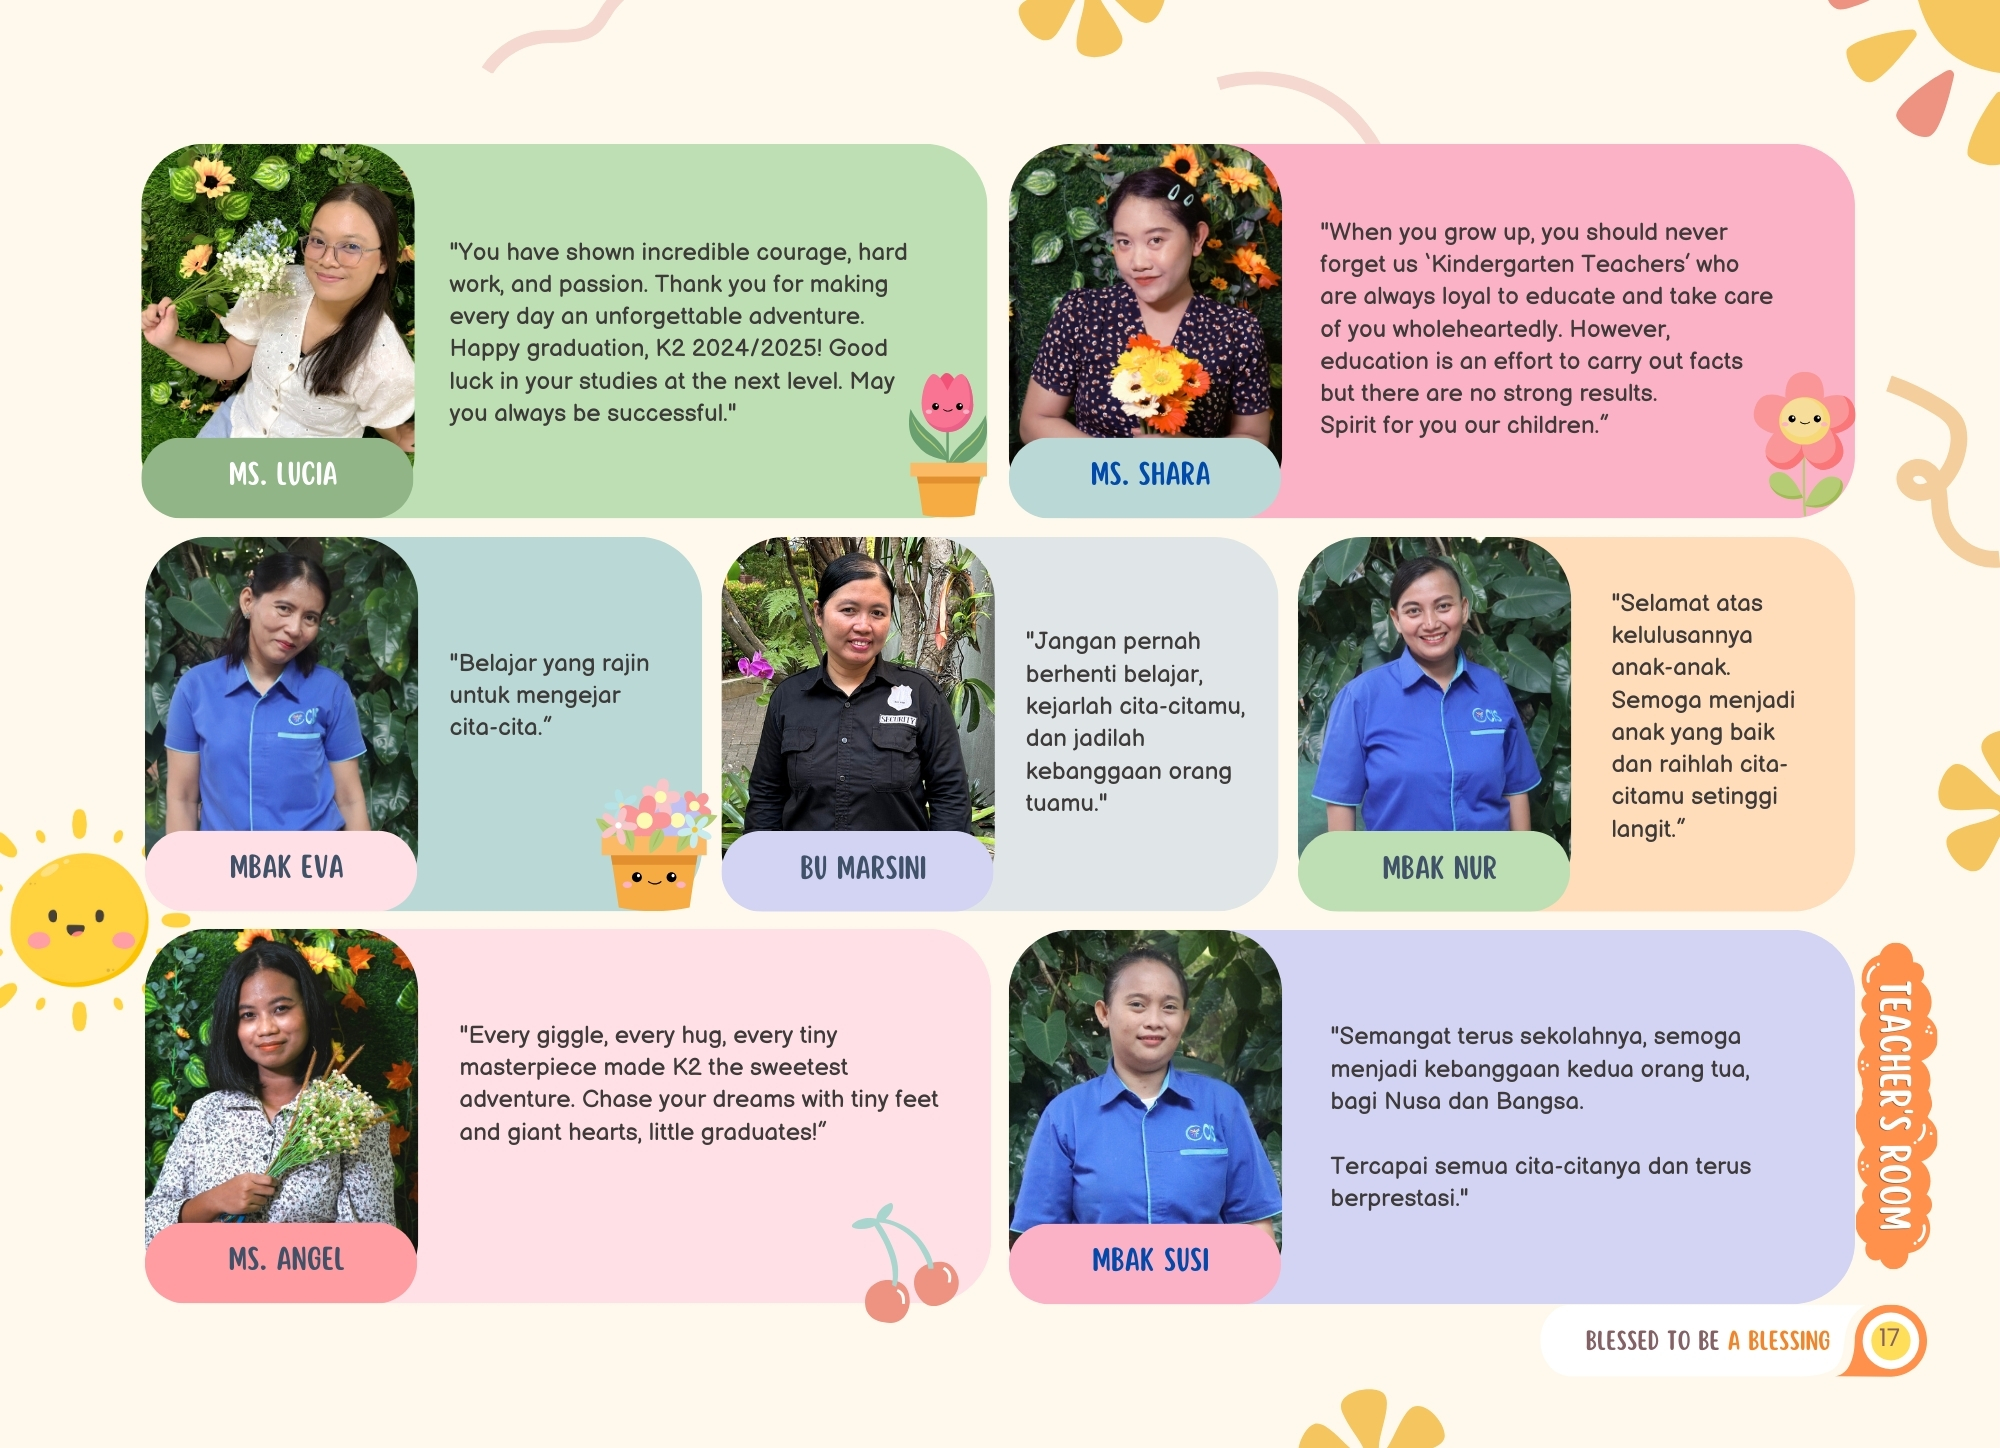 "You have shown incredible courage, hard
work, and passion. Thank you for making
every day an unforgettable adventure.
Happy graduation, K2 2024/2025! Good
luck in your studies at the next level. May
you always be successful."
MS. LUCIA
"When you grow up, you should never
forget us ‵Kindergarten Teachers′ who
are always loyal to educate and take care
of you wholeheartedly. However,
education is an effort to carry out facts
but there are no strong results.
Spirit for you our children.″
MS. SHARA
"Belajar yang rajin
untuk mengejar
cita-cita.″
MBAK EVA
"Jangan pernah
berhenti belajar,
kejarlah cita-citamu,
dan jadilah
kebanggaan orang
tuamu."
SECURITY
BU MARSINI
"Selamat atas
kelulusannya
anak-anak.
Semoga menjadi
anak yang baik
dan raihlah cita-
citamu setinggi
langit.″
CIS
MBAK NUR
"Every giggle, every hug, every tiny
masterpiece made K2 the sweetest
adventure. Chase your dreams with tiny feet
and giant hearts, little graduates!″
MS. ANGEL
"Semangat terus sekolahnya, semoga
menjadi kebanggaan kedua orang tua,
bagi Nusa dan Bangsa.
Tercapai semua cita-citanya dan terus
berprestasi."
MBAK SUSI
TEACHER'S ROOM
BLESSED TO BE A BLESSING
17